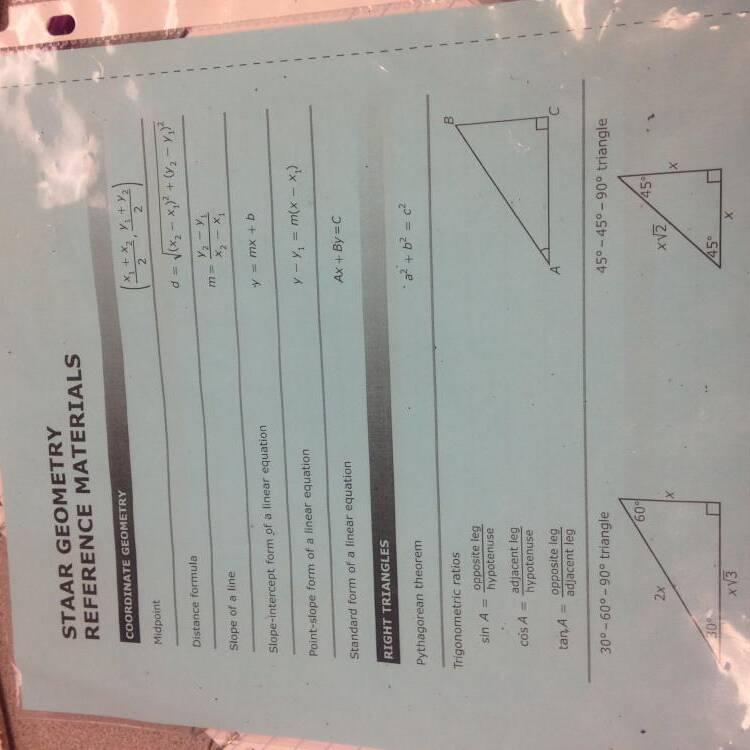 STAAR GEOMETRY
REFERENCE MATERIALS
COORDINATE GEOMETRY
Midpoint ((x₁ + x₂)/2, (y₁ + y₂)/2)
Distance formula d = √((x₂ − x₁)² + (y₂ − y₁)²)
Slope of a line m = (y₂ − y₁)/(x₂ − x₁)
Slope-intercept form of a linear equation y = mx + b
Point-slope form of a linear equation y − y₁ = m(x − x₁)
Standard form of a linear equation Ax + By = C
RIGHT TRIANGLES
Pythagorean theorem a² + b² = c²
Trigonometric ratios
sin A = opposite leg/hypotenuse
cos A = adjacent leg/hypotenuse
tan A = opposite leg/adjacent leg
B
A
C
30° – 60° – 90° triangle
60°
2x
x
30°
x√3
45° – 45° – 90° triangle
45°
x√2
x
45°
x